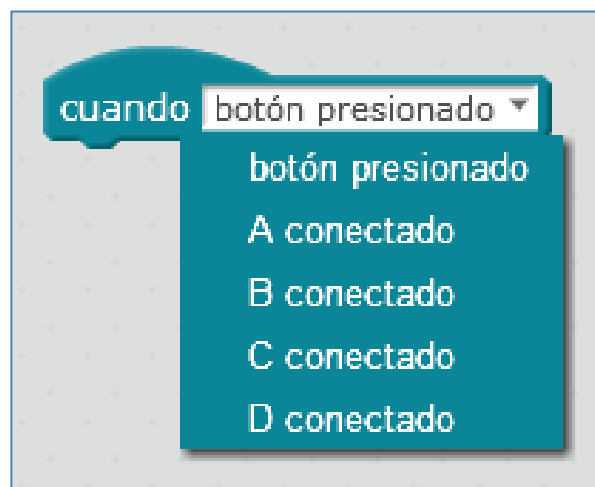 cuando botón presionado
botón presionado
A conectado
B conectado
C conectado
D conectado